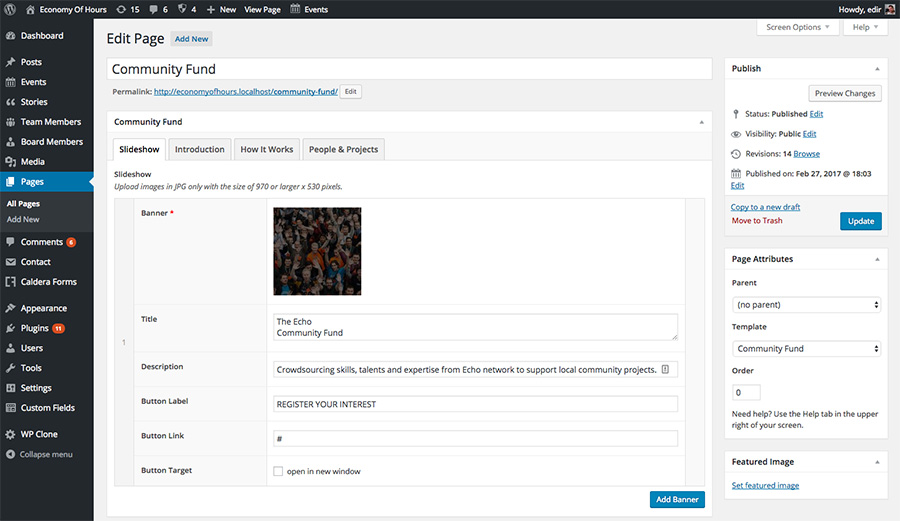 Economy Of Hours 15 6 4 + New View Page Events Howdy, edir
Dashboard
Posts
Events
Stories
Team Members
Board Members
Media
Pages
All Pages
Add New
Comments 6
Contact
Caldera Forms
Appearance
Plugins 11
Users
Tools
Settings
Custom Fields
WP Clone
Collapse menu
Screen Options Help
Edit Page Add New
Community Fund
Permalink: http://economyofhours.localhost/community-fund/ Edit
Community Fund
Slideshow Introduction How It Works People & Projects
Slideshow
Upload images in JPG only with the size of 970 or larger x 530 pixels.
1
Banner *
Title
The Echo
Community Fund
Description
Crowdsourcing skills, talents and expertise from Echo network to support local community projects.
Button Label
REGISTER YOUR INTEREST
Button Link
#
Button Target
open in new window
Add Banner
Publish
Preview Changes
Status: Published Edit
Visibility: Public Edit
Revisions: 14 Browse
Published on: Feb 27, 2017 @ 18:03
Edit
Copy to a new draft
Move to Trash
Update
Page Attributes
Parent
(no parent)
Template
Community Fund
Order
0
Need help? Use the Help tab in the upper
right of your screen.
Featured Image
Set featured image